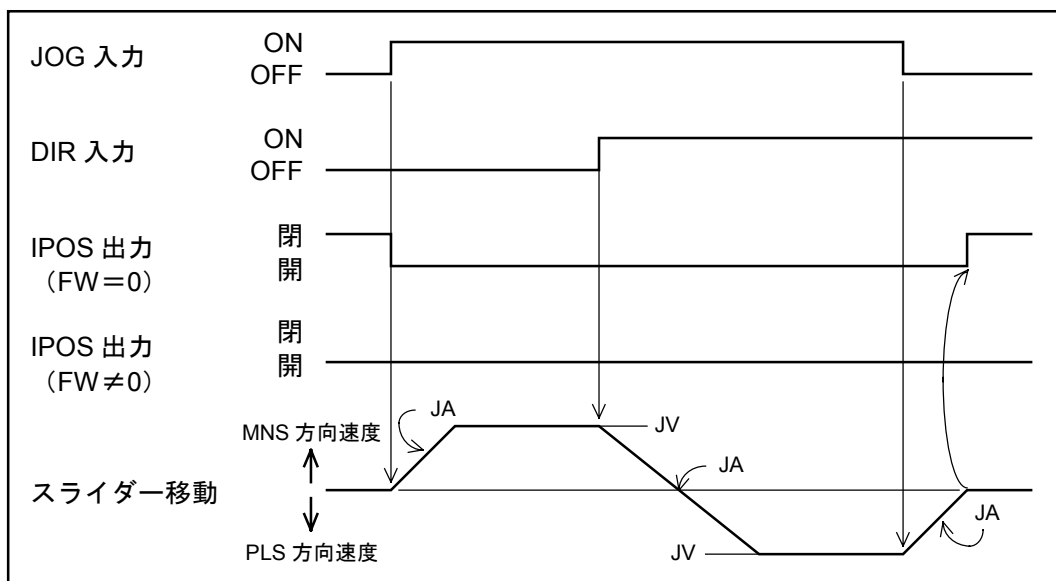 JOG 入力
ON
OFF
DIR 入力
ON
OFF
IPOS 出力
（FW＝0）
閉
開
IPOS 出力
（FW≠0）
閉
開
JA
MNS 方向速度
JV
JA
スライダー移動
JA
PLS 方向速度
JV